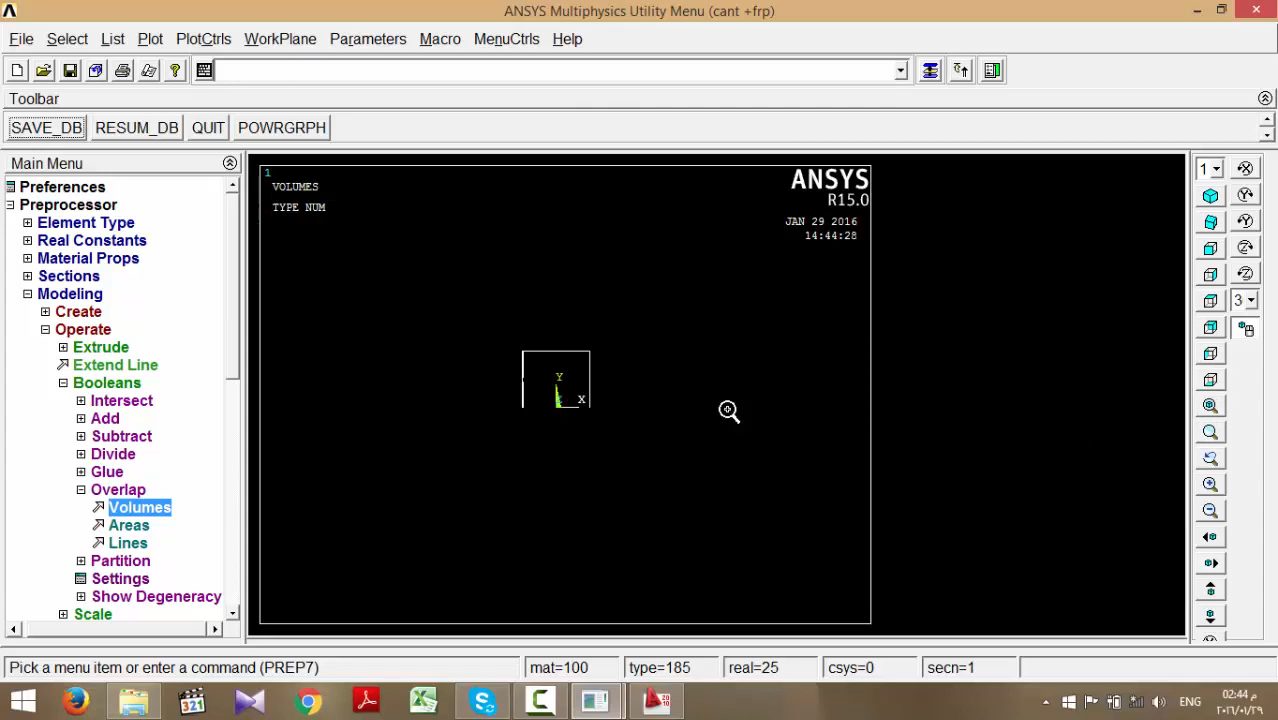 ANSYS Multiphysics Utility Menu (cant +frp)
File Select List Plot PlotCtrls WorkPlane Parameters Macro MenuCtrls Help
Toolbar
SAVE_DB RESUM_DB QUIT POWRGRPH
Main Menu
Preferences
Preprocessor
Element Type
Real Constants
Material Props
Sections
Modeling
Create
Operate
Extrude
Extend Line
Booleans
Intersect
Add
Subtract
Divide
Glue
Overlap
Volumes
Areas
Lines
Partition
Settings
Show Degeneracy
Scale
1
VOLUMES
TYPE NUM
ANSYS
R15.0
JAN 29 2016
14:44:28
Y
X
1
3
Pick a menu item or enter a command (PREP7) mat=100 type=185 real=25 csys=0 secn=1
321
ENG
02:44 م
٢٠١٦/٠١/٢٩